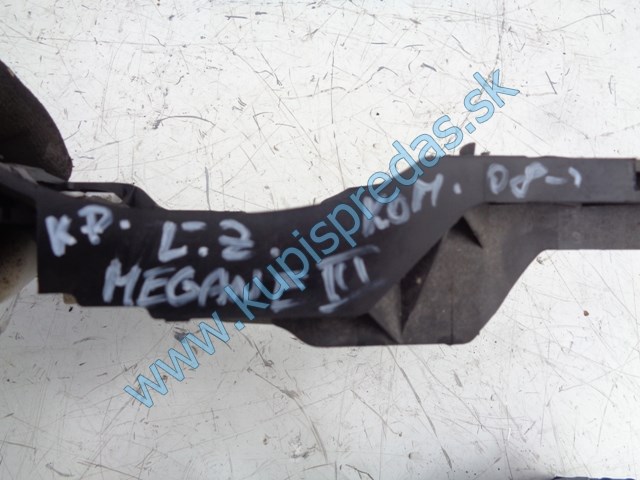 KP. L.Z. KOM. 08->
MEGANE III
www.kupispredas.sk